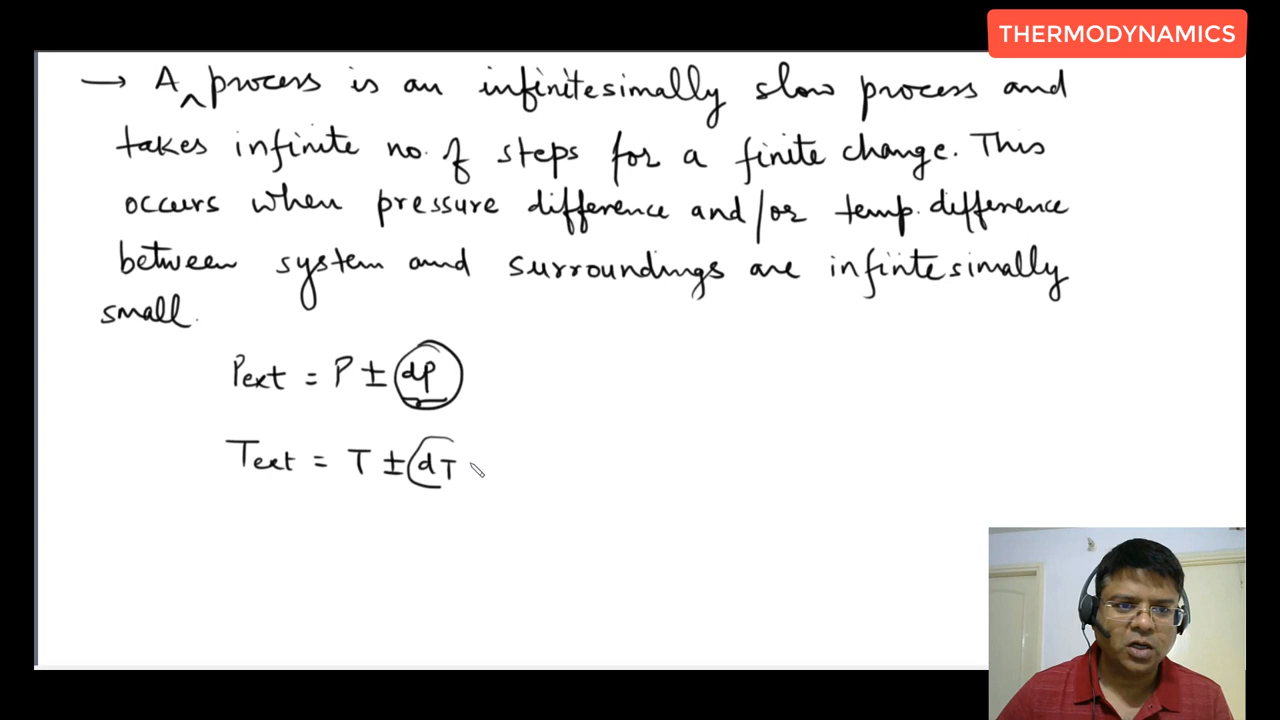 THERMODYNAMICS
→ A ^ process is an infinitesimally slow process and
takes infinite no. of steps for a finite change. This
occurs when pressure difference and/or temp. difference
between system and surroundings are infintesimally
small.
Pext = P ± dp
Text = T ± dT